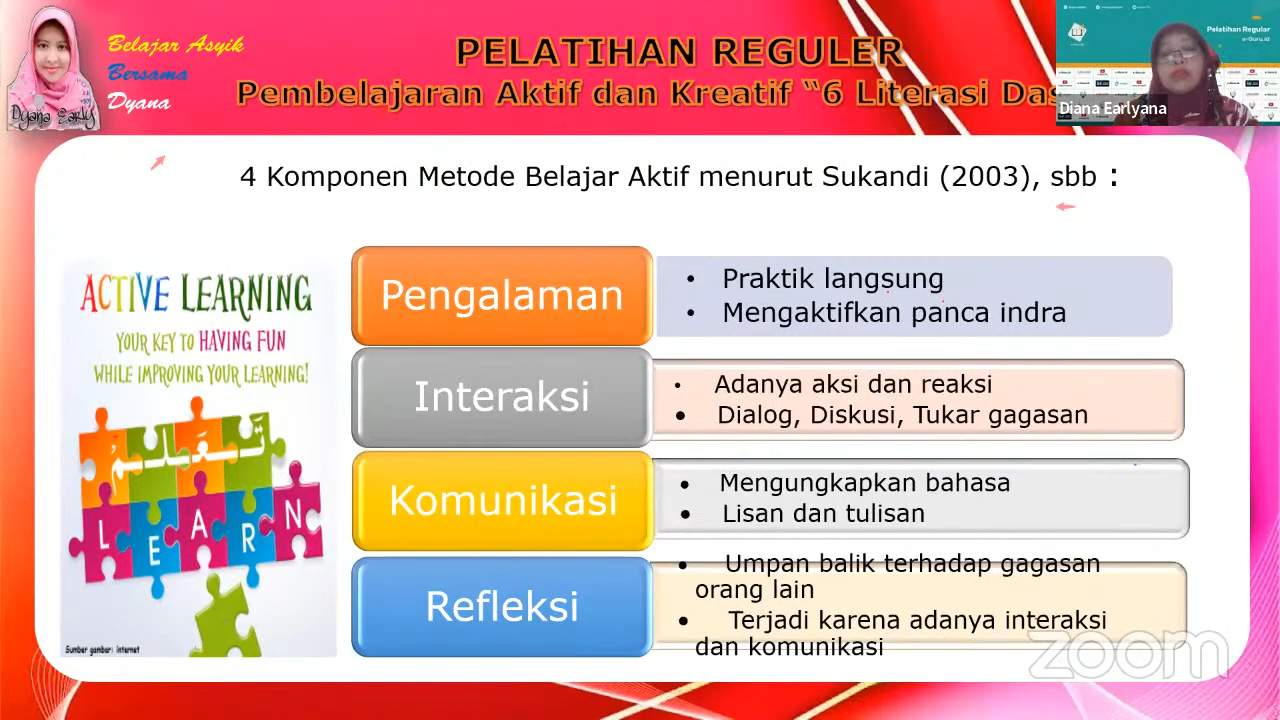 Belajar Asyik
Bersama
Dyana
Dyana Early
PELATIHAN REGULER
Pembelajaran Aktif dan Kreatif “6 Literasi Das
Pelatihan Regular
e-Guru.id
Diana Earlyana
4 Komponen Metode Belajar Aktif menurut Sukandi (2003), sbb :
ACTIVE LEARNING
YOUR KEY TO HAVING FUN
WHILE IMPROVING YOUR LEARNING!
تَعَلَّمُ
LEARN
Sumber gambar: internet
Pengalaman
• Praktik langsung
• Mengaktifkan panca indra
Interaksi
• Adanya aksi dan reaksi
• Dialog, Diskusi, Tukar gagasan
Komunikasi
• Mengungkapkan bahasa
• Lisan dan tulisan
Refleksi
• Umpan balik terhadap gagasan
orang lain
• Terjadi karena adanya interaksi
dan komunikasi
zoom